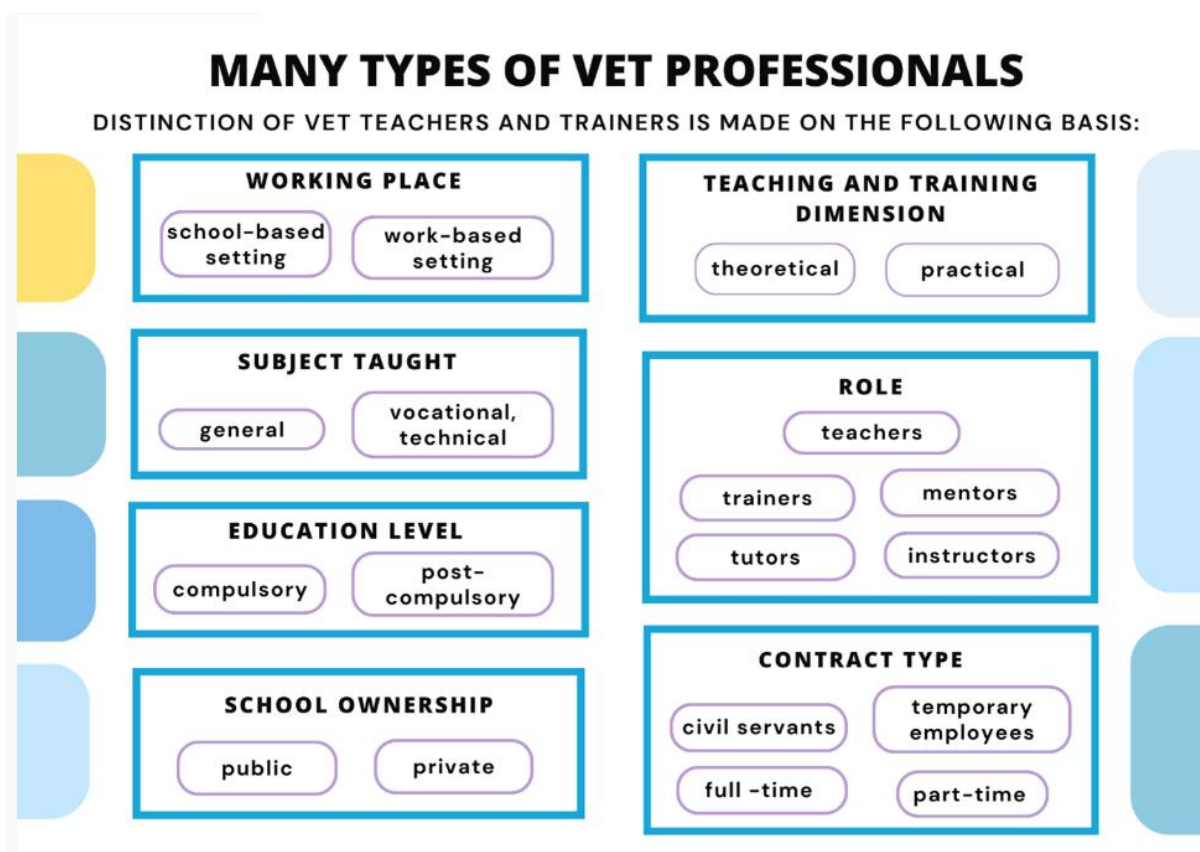 MANY TYPES OF VET PROFESSIONALS
DISTINCTION OF VET TEACHERS AND TRAINERS IS MADE ON THE FOLLOWING BASIS:
WORKING PLACE
school-based
setting
work-based
setting
SUBJECT TAUGHT
general
vocational,
technical
EDUCATION LEVEL
compulsory
post-
compulsory
SCHOOL OWNERSHIP
public
private
TEACHING AND TRAINING
DIMENSION
theoretical
practical
ROLE
teachers
trainers
mentors
tutors
instructors
CONTRACT TYPE
civil servants
temporary
employees
full -time
part-time